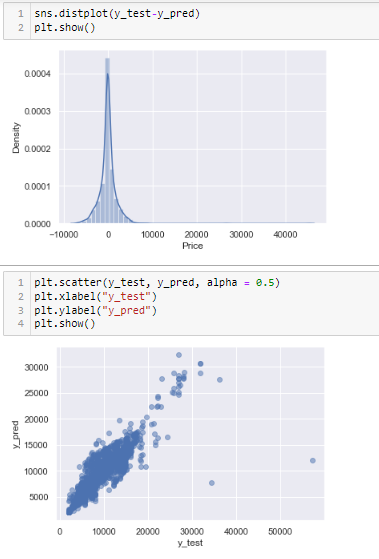 1 sns.distplot(y_test-y_pred)
2 plt.show()
0.0004
0.0003
0.0002
0.0001
0.0000
Density
−10000 0 10000 20000 30000 40000
Price
1 plt.scatter(y_test, y_pred, alpha = 0.5)
2 plt.xlabel("y_test")
3 plt.ylabel("y_pred")
4 plt.show()
30000
25000
20000
15000
10000
5000
y_pred
0 10000 20000 30000 40000 50000
y_test